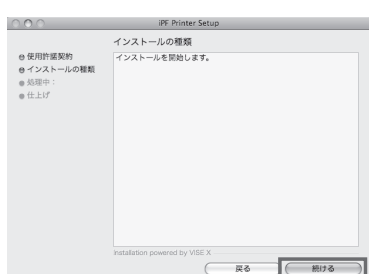 iPF Printer Setup
インストールの種類
使用許諾契約
インストールの種類
処理中：
仕上げ
インストールを開始します。
Installation powered by VISE X
戻る
続ける